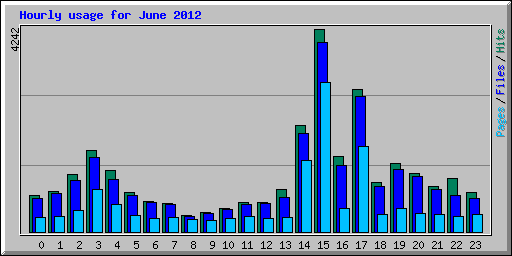 Hourly usage for June 2012
4242
Pages / Files / Hits
0 1 2 3 4 5 6 7 8 9 10 11 12 13 14 15 16 17 18 19 20 21 22 23